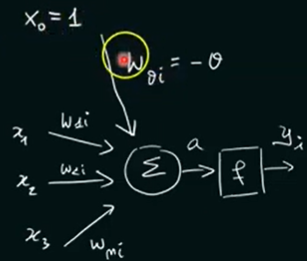 x₀ = 1
w₀ᵢ = -θ
x₁ w₁ᵢ
a yᵢ
x₂ w₂ᵢ Σ f
x₃ wₘᵢ